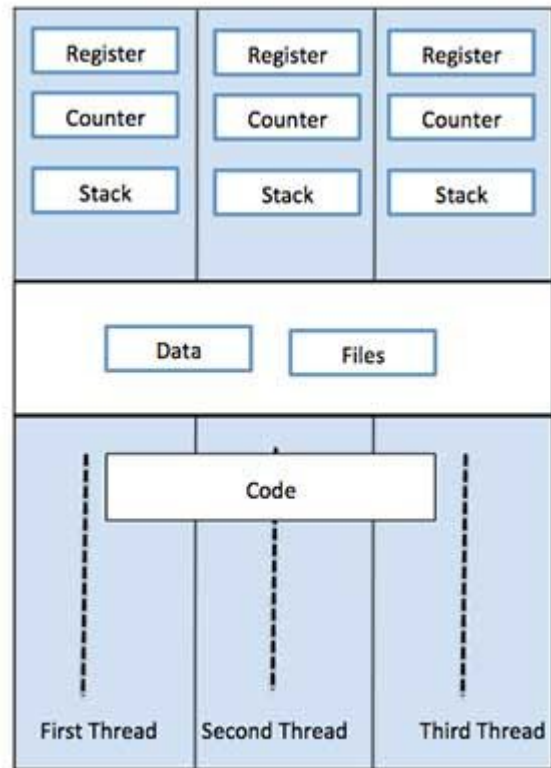 Register Register Register
Counter Counter Counter
Stack Stack Stack
Data Files
Code
First Thread Second Thread Third Thread